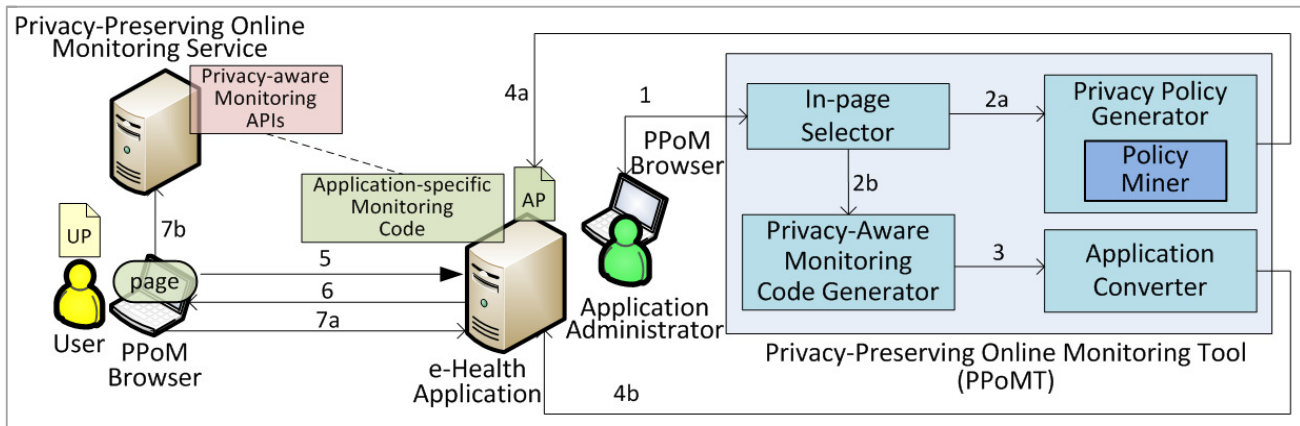 Privacy-Preserving Online
Monitoring Service
Privacy-aware
Monitoring
APIs
4a
1
PPoM
Browser
In-page
Selector
2a
Privacy Policy
Generator
Policy
Miner
2b
Application-specific
Monitoring
Code
AP
UP
7b
page
5
6
7a
User
PPoM
Browser
e-Health
Application
Application
Administrator
Privacy-Aware
Monitoring
Code Generator
3
Application
Converter
Privacy-Preserving Online Monitoring Tool
(PPoMT)
4b